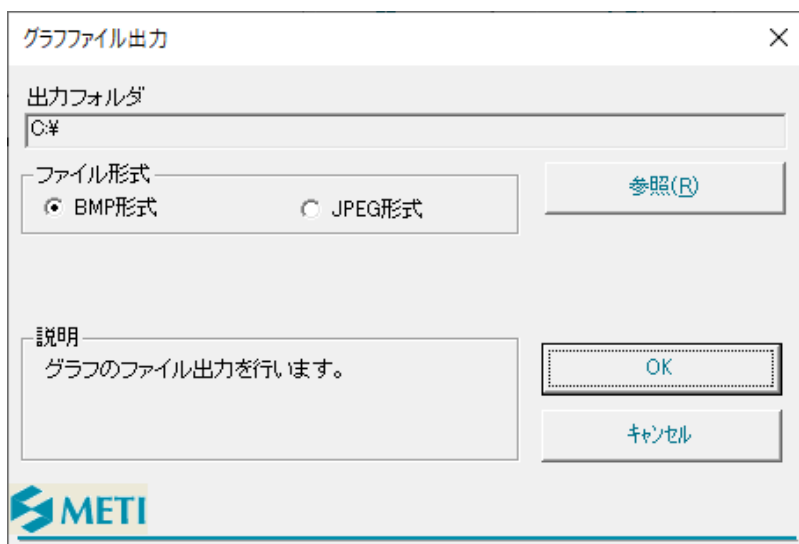 グラフファイル出力
出力フォルダ
C:¥
ファイル形式
BMP形式
JPEG形式
参照(R)
説明
グラフのファイル出力を行います。
OK
キャンセル
METI